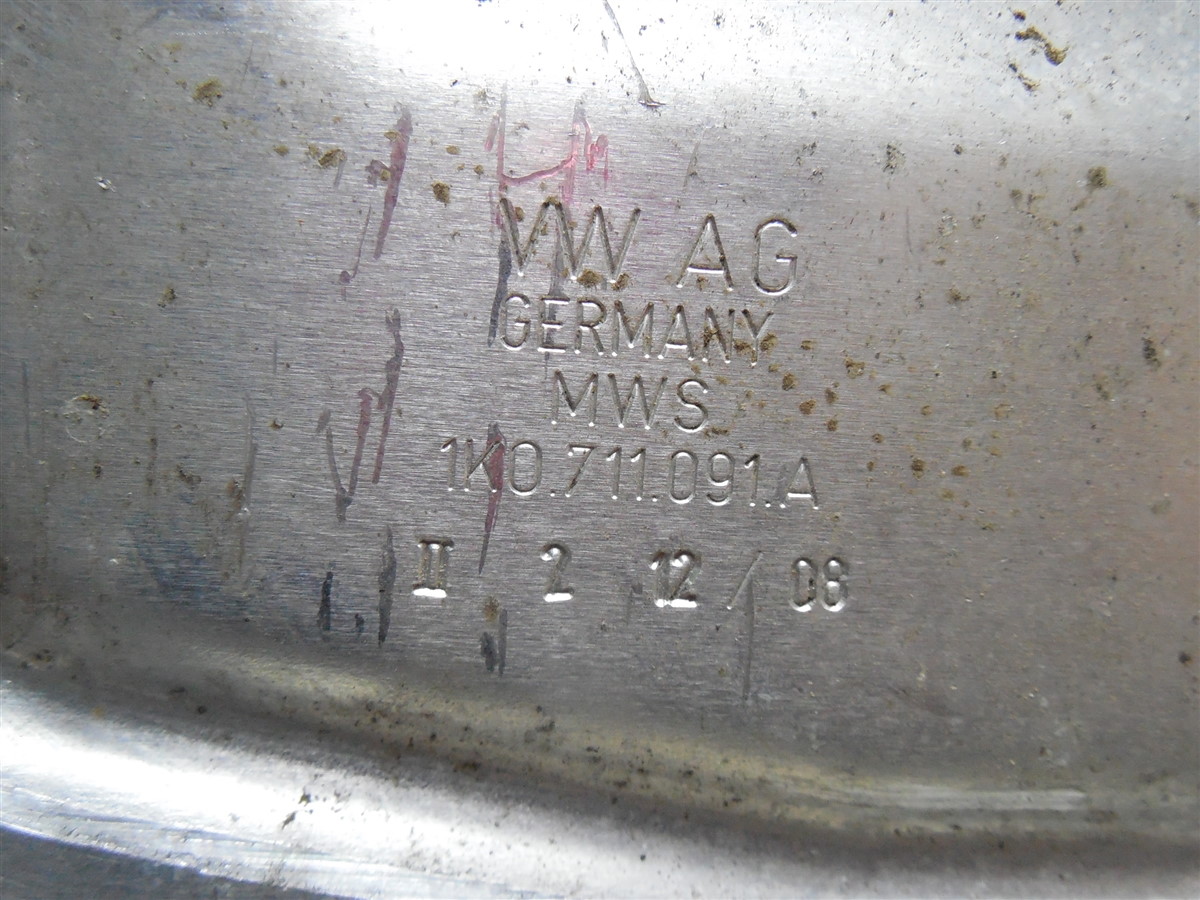 VW AG
GERMANY
MWS
1K0.711.091.A
II 2 12 / 08